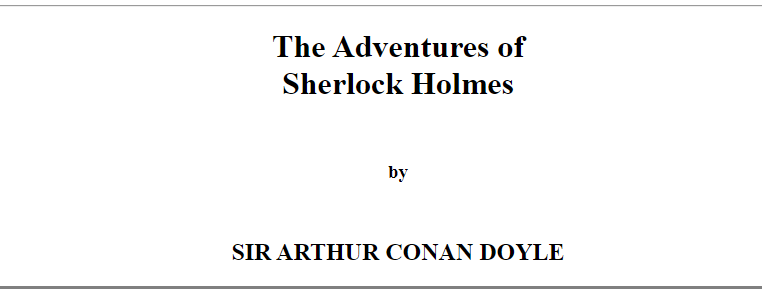 The Adventures of
Sherlock Holmes
by
SIR ARTHUR CONAN DOYLE